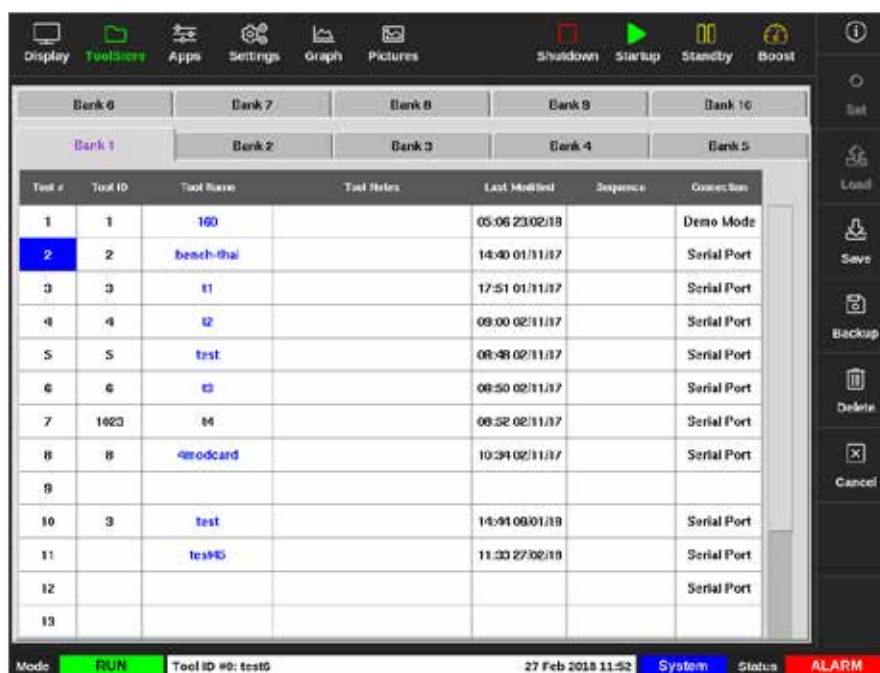 Display ToolStore Apps Settings Graph Pictures Shutdown Startup Standby Boost
Set
Load
Save
Backup
Delete
Cancel
Bank 6 Bank 7 Bank 8 Bank 9 Bank 10
Bank 1 Bank 2 Bank 3 Bank 4 Bank 5
Tool # Tool ID Tool Name Tool Notes Last Modified Sequence Connection
1 1 160 05:06 23/02/18 Demo Mode
2 2 bench-thai 14:40 01/11/17 Serial Port
3 3 t1 17:51 01/11/17 Serial Port
4 4 t2 09:00 02/11/17 Serial Port
5 5 test 08:48 02/11/17 Serial Port
6 6 t3 08:50 02/11/17 Serial Port
7 1023 t4 08:52 02/11/17 Serial Port
8 8 4modcard 10:34 02/11/17 Serial Port
9
10 3 test 14:44 Serial Port
11 test45 11:33 27/02/18 Serial Port
12 Serial Port
13
Mode RUN Tool ID #0: test6 27 Feb 2018 11:52 System Status ALARM